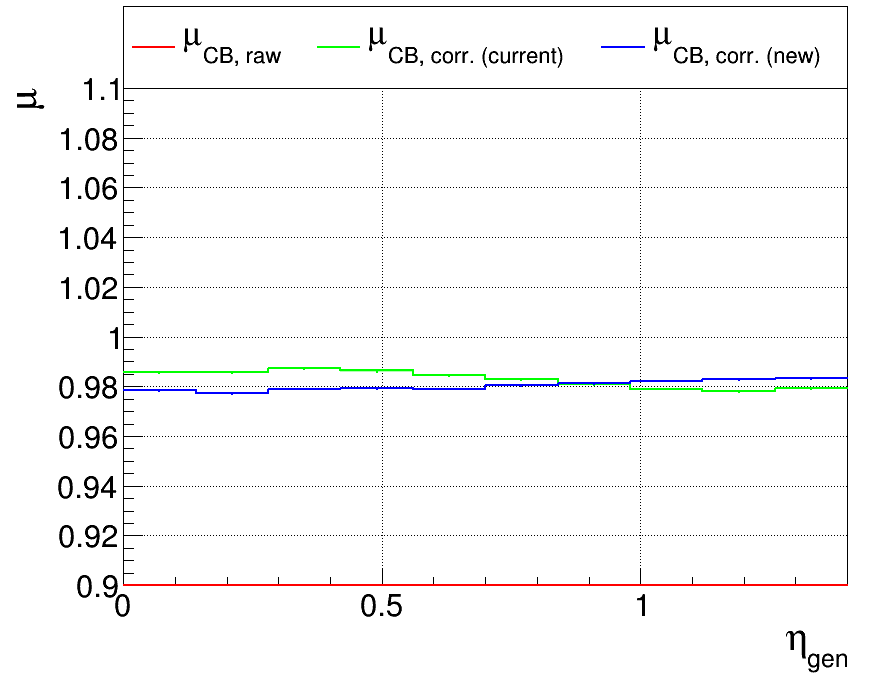 μCB, raw μCB, corr. (current) μCB, corr. (new)
μ
1.1
1.08
1.06
1.04
1.02
1
0.98
0.96
0.94
0.92
0.9
0 0.5 1
ηgen